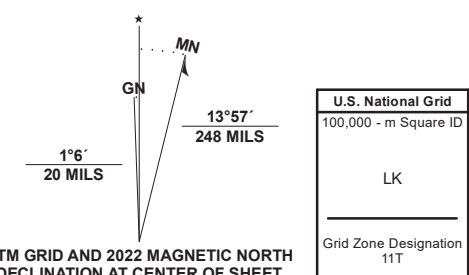 ★
MN
GN
13°57´
248 MILS
1°6´
20 MILS
TM GRID AND 2022 MAGNETIC NORTH
DECLINATION AT CENTER OF SHEET
U.S. National Grid
100,000 - m Square ID
LK
Grid Zone Designation
11T